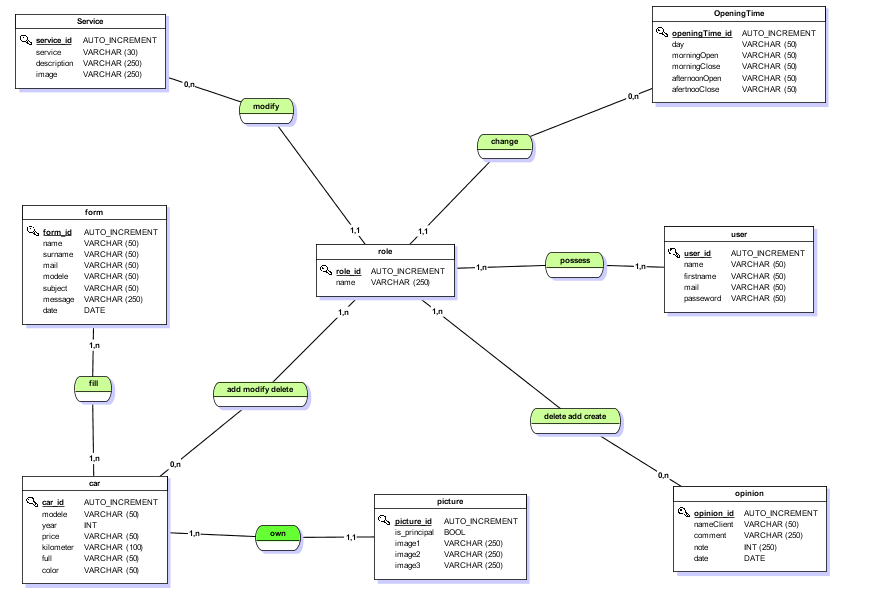 Service
service_id AUTO_INCREMENT
service VARCHAR (30)
description VARCHAR (250)
image VARCHAR (250)
OpeningTime
openingTime_id AUTO_INCREMENT
day VARCHAR (50)
morningOpen VARCHAR (50)
morningClose VARCHAR (50)
afternoonOpen VARCHAR (50)
afertnooClose VARCHAR (50)
0,n
modify
1,1
0,n
change
1,1
form
form_id AUTO_INCREMENT
name VARCHAR (50)
surname VARCHAR (50)
mail VARCHAR (50)
modele VARCHAR (50)
subject VARCHAR (50)
message VARCHAR (250)
date DATE
role
role_id AUTO_INCREMENT
name VARCHAR (250)
1,n
possess
1,n
user
user_id AUTO_INCREMENT
name VARCHAR (50)
firstname VARCHAR (50)
mail VARCHAR (50)
passeword VARCHAR (50)
1,n
fill
1,n
1,n
add modify delete
0,n
1,n
delete add create
0,n
car
car_id AUTO_INCREMENT
modele VARCHAR (50)
year INT
price VARCHAR (50)
kilometer VARCHAR (100)
full VARCHAR (50)
color VARCHAR (50)
1,n
own
1,1
picture
picture_id AUTO_INCREMENT
is_principal BOOL
image1 VARCHAR (250)
image2 VARCHAR (250)
image3 VARCHAR (250)
opinion
opinion_id AUTO_INCREMENT
nameClient VARCHAR (50)
comment VARCHAR (250)
note INT (250)
date DATE